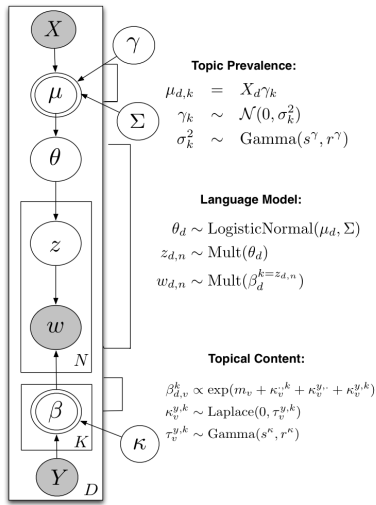 X
γ
μ
Σ
θ
z
w
N
β
K
κ
Y
D
Topic Prevalence:
μ_{d,k} = X_d γ_k
γ_k ∼ 𝒩(0, σ_k^2)
σ_k^2 ∼ Gamma(s^γ, r^γ)
Language Model:
θ_d ∼ LogisticNormal(μ_d, Σ)
z_{d,n} ∼ Mult(θ_d)
w_{d,n} ∼ Mult(β_d^{k=z_{d,n}})
Topical Content:
β_{d,v}^k ∝ exp(m_v + κ_v^{.,k} + κ_v^{y,.} + κ_v^{y,k})
κ_v^{y,k} ∼ Laplace(0, τ_v^{y,k})
τ_v^{y,k} ∼ Gamma(s^κ, r^κ)